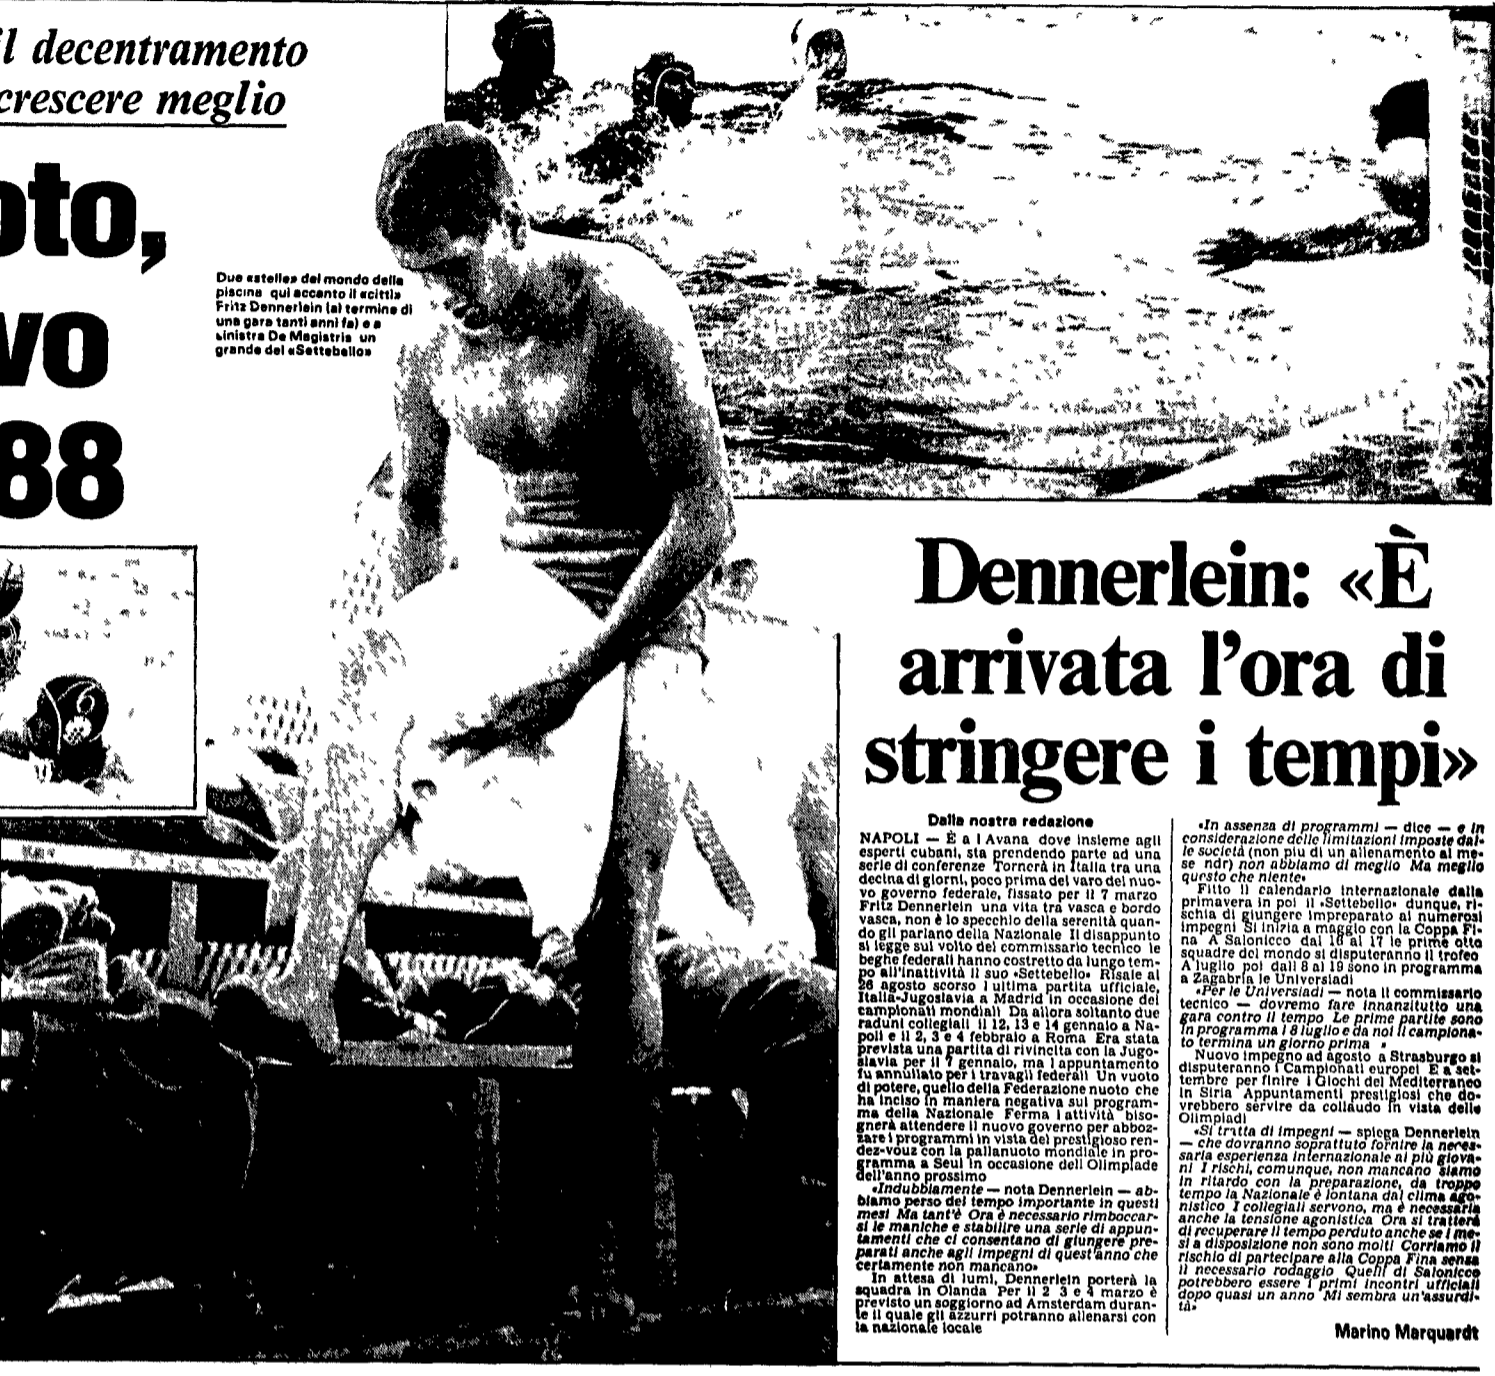 il decentramento
crescere meglio
oto,
vo
88
Due «stelle» del mondo della
piscina qui accanto il «citti»
Fritz Dennerlein (al termine di
una gara tanti anni fa) e a
sinistra De Magistris un
grande del «Settebello»
6
Dennerlein: «È
arrivata l'ora di
stringere i tempi»
Dalla nostra redazione
NAPOLI — È a l Avana dove insieme agli
esperti cubani, sta prendendo parte ad una
serie di conferenze Tornerà in Italia tra una
decina di giorni, poco prima del varo del nuo-
vo governo federale, fissato per il 7 marzo
Fritz Dennerlein una vita tra vasca e bordo
vasca, non è lo specchio della serenità quan-
do gli parlano della Nazionale Il disappunto
si legge sul volto del commissario tecnico le
beghe federali hanno costretto da lungo tem-
po all'inattività il suo «Settebello» Risale al
26 agosto scorso l ultima partita ufficiale,
Italia-Jugoslavia a Madrid in occasione dei
campionati mondiali Da allora soltanto due
raduni collegiali il 12, 13 e 14 gennaio a Na-
poli e il 2, 3 e 4 febbraio a Roma Era stata
prevista una partita di rivincita con la Jugo-
slavia per il 7 gennaio, ma l appuntamento
fu annullato per i travagli federali Un vuoto
di potere, quello della Federazione nuoto che
ha inciso in maniera negativa sui program-
ma della Nazionale Ferma l attività biso-
gnerà attendere il nuovo governo per abboz-
zare i programmi in vista del prestigioso ren-
dez-vouz con la pallanuoto mondiale in pro-
gramma a Seul in occasione dell Olimpiade
dell'anno prossimo
«Indubbiamente — nota Dennerlein — ab-
biamo perso del tempo importante in questi
mesi Ma tant'è Ora è necessario rimboccar-
si le maniche e stabilire una serie di appun-
tamenti che ci consentano di giungere pre-
parati anche agli impegni di quest'anno che
certamente non mancano»
In attesa di lumi, Dennerlein porterà la
squadra in Olanda Per il 2 3 e 4 marzo è
previsto un soggiorno ad Amsterdam duran-
te il quale gli azzurri potranno allenarsi con
la nazionale locale
«In assenza di programmi — dice — e in
considerazione delle limitazioni imposte dal-
le società (non più di un allenamento al me-
se ndr) non abbiamo di meglio Ma meglio
questo che niente»
Fitto il calendario internazionale dalla
primavera in poi il «Settebello» dunque, ri-
schia di giungere impreparato ai numerosi
impegni Si inizia a maggio con la Coppa Fi-
na A Salonicco dal 16 al 17 le prime otto
squadre del mondo si disputeranno il trofeo
A luglio poi dall 8 al 19 sono in programma
a Zagabria le Universiadi
«Per le Universiadi — nota il commissario
tecnico — dovremo fare innanzitutto una
gara contro il tempo Le prime partite sono
in programma l 8 luglio e da noi il campiona-
to termina un giorno prima »
Nuovo impegno ad agosto a Strasburgo si
disputeranno i Campionati europei E a set-
tembre per finire i Giochi del Mediterraneo
in Siria Appuntamenti prestigiosi che do-
vrebbero servire da collaudo in vista delle
Olimpiadi
«Si tratta di impegni — spiega Dennerlein
— che dovranno soprattuto fornire la neces-
saria esperienza internazionale ai più giova-
ni I rischi, comunque, non mancano siamo
in ritardo con la preparazione, da troppo
tempo la Nazionale è lontana dal clima ago-
nistico I collegiali servono, ma è necessaria
anche la tensione agonistica Ora si tratterà
di recuperare il tempo perduto anche se i me-
si a disposizione non sono molti Corriamo il
rischio di partecipare alla Coppa Fina senza
il necessario rodaggio Quelli di Salonicco
potrebbero essere i primi incontri ufficiali
dopo quasi un anno Mi sembra un'assurdi-
tà»
Marino Marquardt